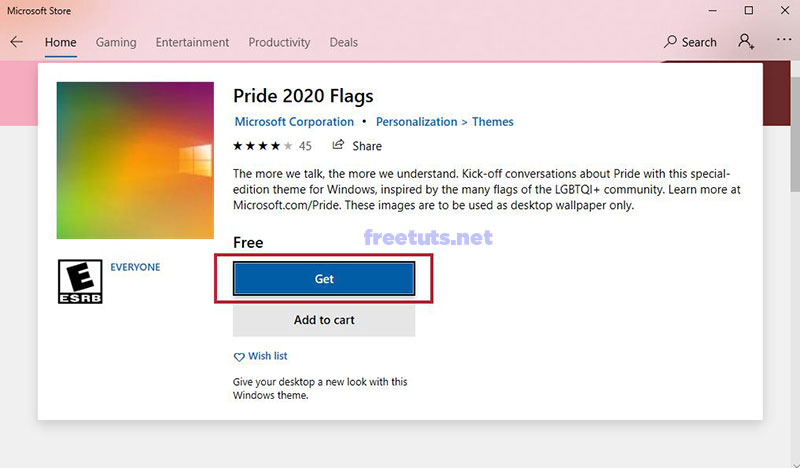 Microsoft Store
Home Gaming Entertainment Productivity Deals Search
Pride 2020 Flags
Microsoft Corporation • Personalization > Themes
45 Share
The more we talk, the more we understand. Kick-off conversations about Pride with this special-
edition theme for Windows, inspired by the many flags of the LGBTQI+ community. Learn more at
Microsoft.com/Pride. These images are to be used as desktop wallpaper only.
Free
freetuts.net
E
ESRB
EVERYONE
Get
Add to cart
Wish list
Give your desktop a new look with this
Windows theme.